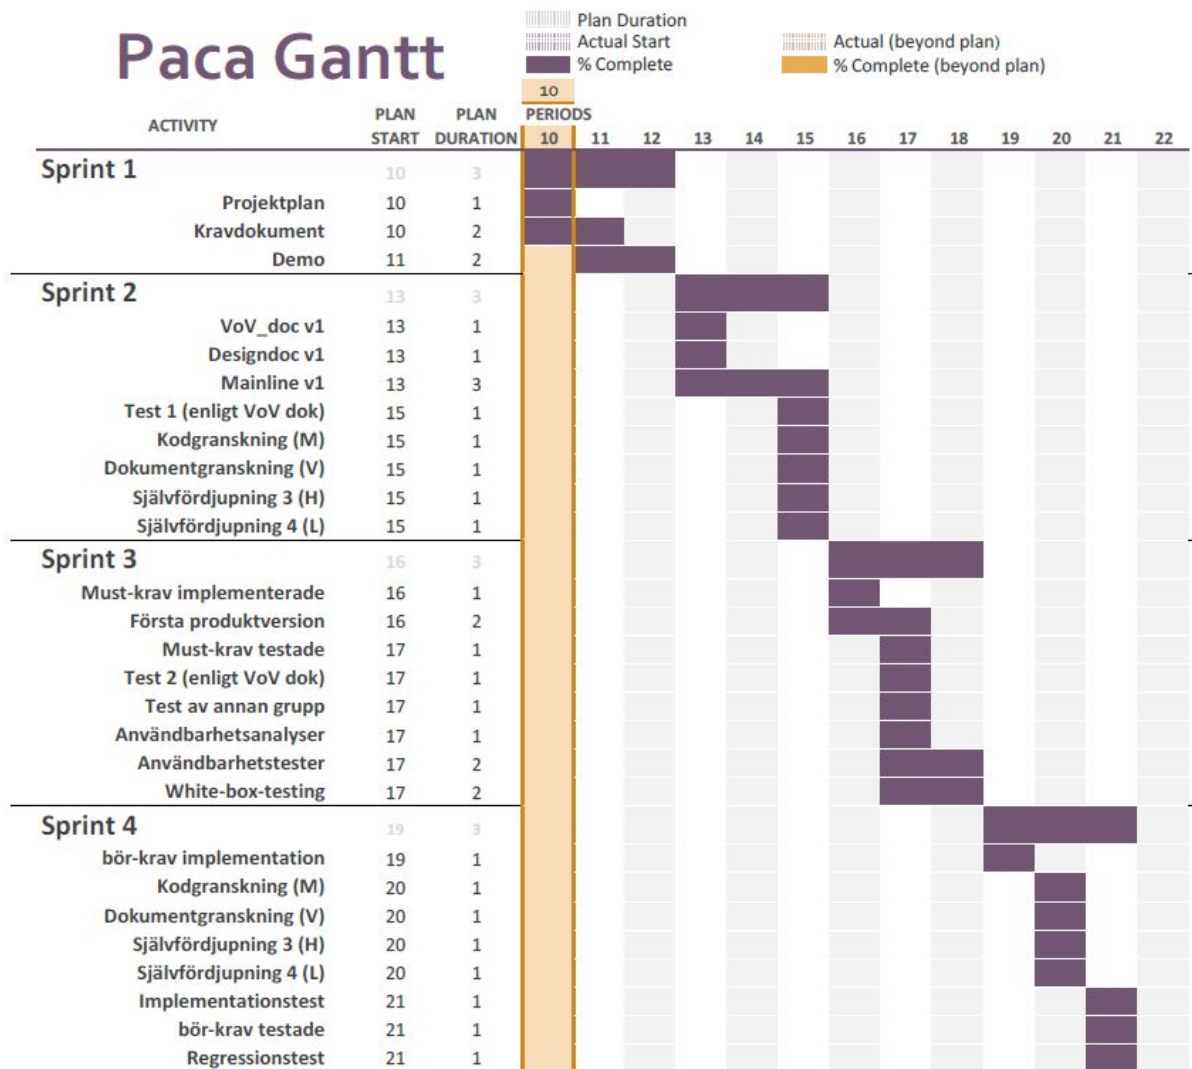 Paca Gantt
Plan Duration
Actual Start
% Complete
Actual (beyond plan)
% Complete (beyond plan)
10
ACTIVITY PLAN START PLAN DURATION PERIODS
10 11 12 13 14 15 16 17 18 19 20 21 22
Sprint 1 10 3
Projektplan 10 1
Kravdokument 10 2
Demo 11 2
Sprint 2 13 3
VoV_doc v1 13 1
Designdoc v1 13 1
Mainline v1 13 3
Test 1 (enligt VoV dok) 15 1
Kodgranskning (M) 15 1
Dokumentgranskning (V) 15 1
Självfördjupning 3 (H) 15 1
Självfördjupning 4 (L) 15 1
Sprint 3 16 3
Must-krav implementerade 16 1
Första produktversion 16 2
Must-krav testade 17 1
Test 2 (enligt VoV dok) 17 1
Test av annan grupp 17 1
Användbarhetsanalyser 17 1
Användbarhetstester 17 2
White-box-testing 17 2
Sprint 4 19 3
bör-krav implementation 19 1
Kodgranskning (M) 20 1
Dokumentgranskning (V) 20 1
Självfördjupning 3 (H) 20 1
Självfördjupning 4 (L) 20 1
Implementationstest 21 1
bör-krav testade 21 1
Regressionstest 21 1